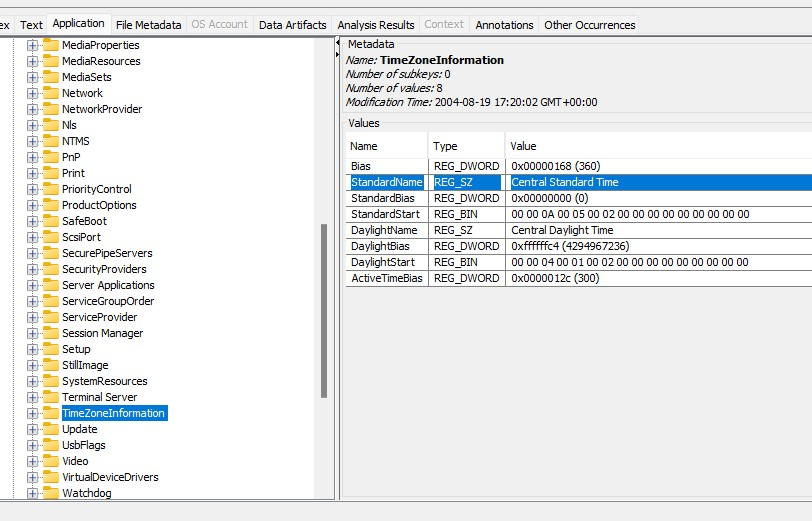 ex Text Application File Metadata OS Account Data Artifacts Analysis Results Context Annotations Other Occurrences
MediaProperties
MediaResources
MediaSets
Network
NetworkProvider
Nls
NTMS
PnP
Print
PriorityControl
ProductOptions
SafeBoot
ScsiPort
SecurePipeServers
SecurityProviders
Server Applications
ServiceGroupOrder
ServiceProvider
Session Manager
Setup
StillImage
SystemResources
Terminal Server
TimeZoneInformation
Update
UsbFlags
Video
VirtualDeviceDrivers
Watchdog
Metadata
Name: TimeZoneInformation
Number of subkeys: 0
Number of values: 8
Modification Time: 2004-08-19 17:20:02 GMT+00:00
Values
Name Type Value
Bias REG_DWORD 0x00000168 (360)
StandardName REG_SZ Central Standard Time
StandardBias REG_DWORD 0x00000000 (0)
StandardStart REG_BIN 00 00 0A 00 05 00 02 00 00 00 00 00 00 00 00 00
DaylightName REG_SZ Central Daylight Time
DaylightBias REG_DWORD 0xffffffc4 (4294967236)
DaylightStart REG_BIN 00 00 04 00 01 00 02 00 00 00 00 00 00 00 00 00
ActiveTimeBias REG_DWORD 0x0000012c (300)